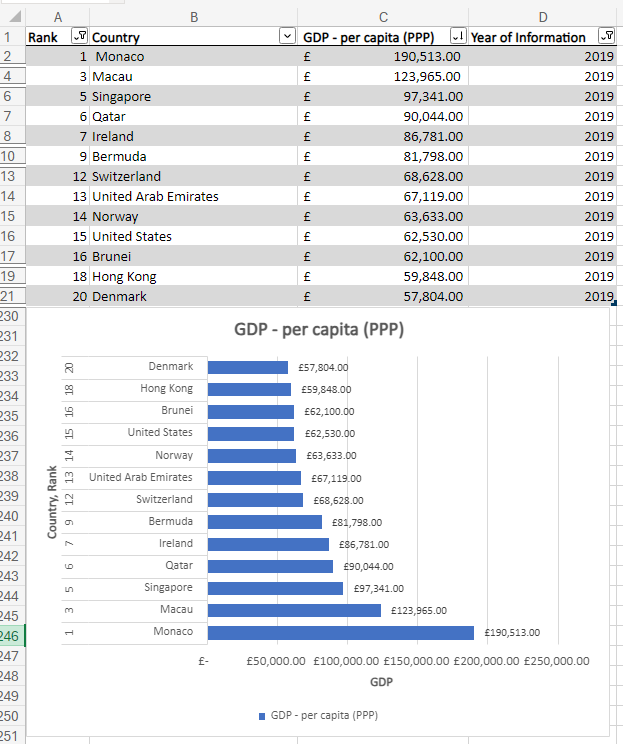 A B C D
1 Rank Country GDP - per capita (PPP) Year of Information
2 1 Monaco £ 190,513.00 2019
4 3 Macau £ 123,965.00 2019
6 5 Singapore £ 97,341.00 2019
7 6 Qatar £ 90,044.00 2019
8 7 Ireland £ 86,781.00 2019
10 9 Bermuda £ 81,798.00 2019
13 12 Switzerland £ 68,628.00 2019
14 13 United Arab Emirates £ 67,119.00 2019
15 14 Norway £ 63,633.00 2019
16 15 United States £ 62,530.00 2019
17 16 Brunei £ 62,100.00 2019
19 18 Hong Kong £ 59,848.00 2019
21 20 Denmark £ 57,804.00 2019
230
231
232
233
234
235
236
237
238
239
240
241
242
243
244
245
246
247
248
249
250
251
GDP - per capita (PPP)
Country, Rank
20 Denmark £57,804.00
18 Hong Kong £59,848.00
16 Brunei £62,100.00
15 United States £62,530.00
14 Norway £63,633.00
13 United Arab Emirates £67,119.00
12 Switzerland £68,628.00
9 Bermuda £81,798.00
7 Ireland £86,781.00
6 Qatar £90,044.00
5 Singapore £97,341.00
3 Macau £123,965.00
1 Monaco £190,513.00
£- £50,000.00 £100,000.00 £150,000.00 £200,000.00 £250,000.00
GDP
GDP - per capita (PPP)